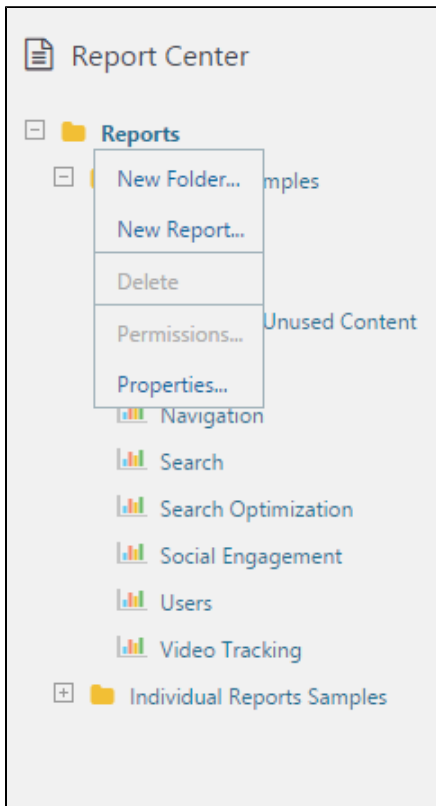 Report Center
Reports
New Folder...
mples
New Report...
Delete
Unused Content
Permissions...
Properties...
Navigation
Search
Search Optimization
Social Engagement
Users
Video Tracking
Individual Reports Samples